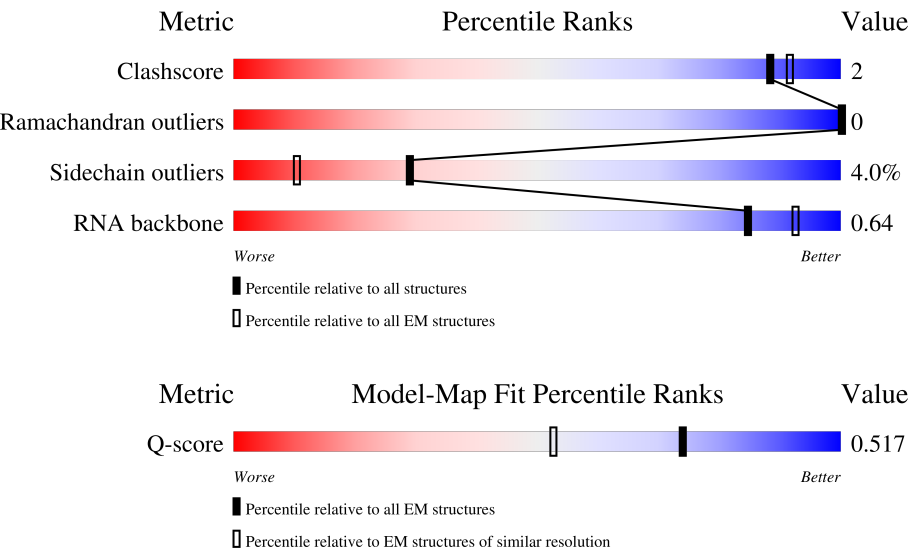 Metric Percentile Ranks Value
Clashscore 2
Ramachandran outliers 0
Sidechain outliers 4.0%
RNA backbone 0.64
Worse Better
Percentile relative to all structures
Percentile relative to all EM structures
Metric Model-Map Fit Percentile Ranks Value
Q-score 0.517
Worse Better
Percentile relative to all EM structures
Percentile relative to EM structures of similar resolution